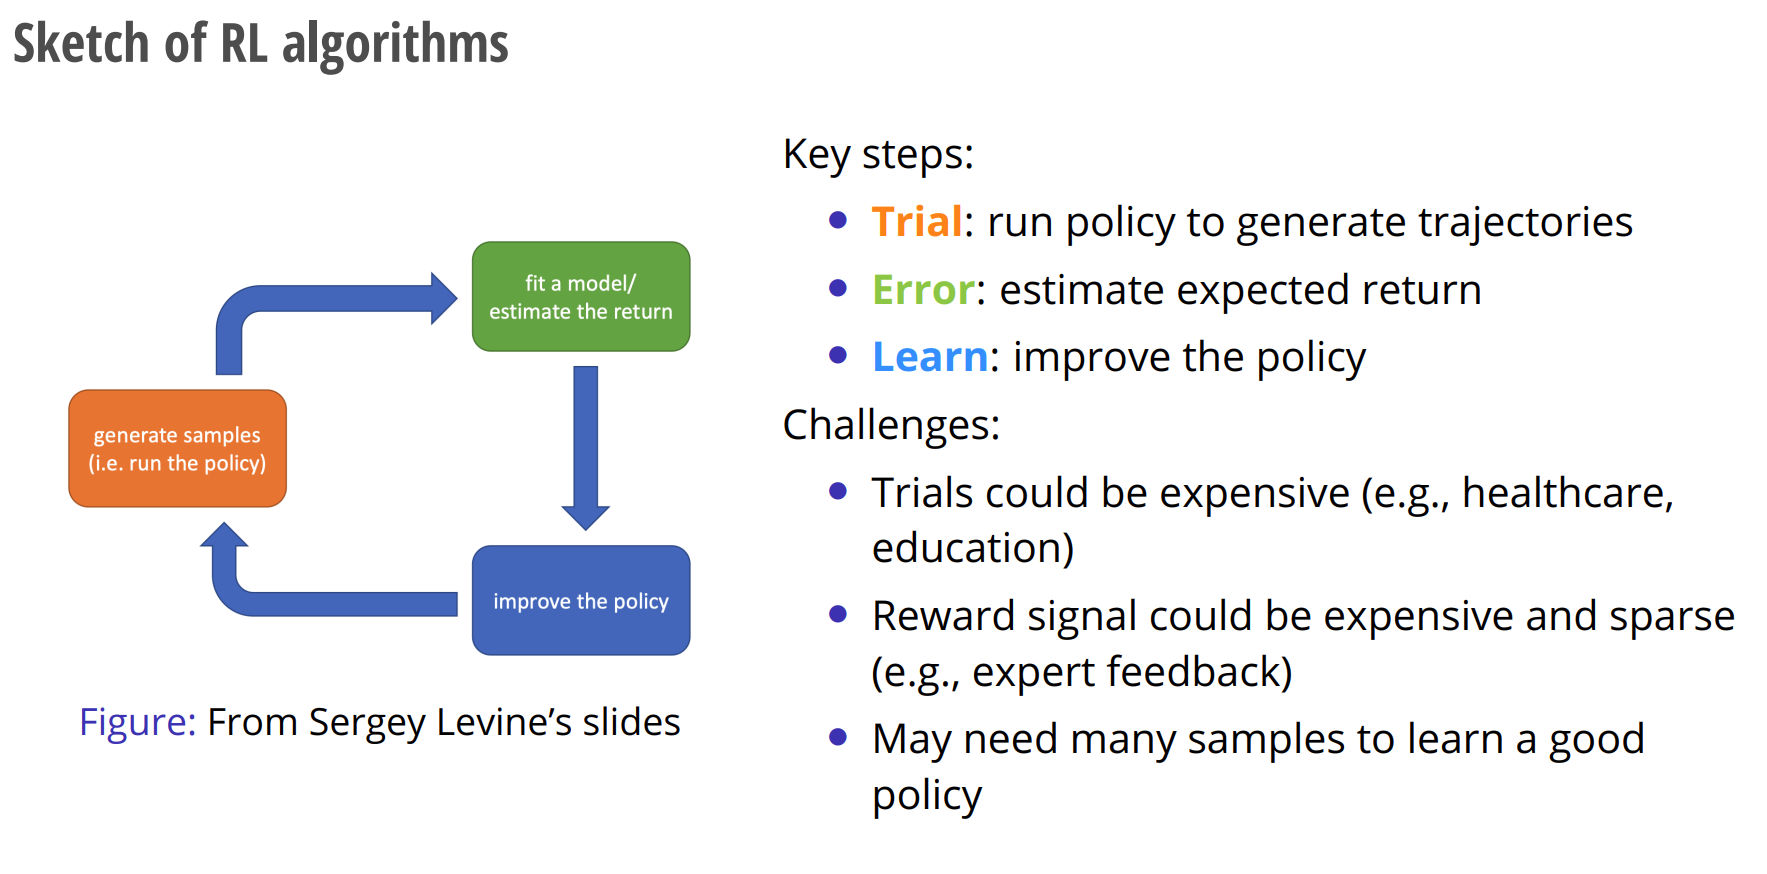 Sketch of RL algorithms
generate samples
(i.e. run the policy)
fit a model/
estimate the return
improve the policy
Figure: From Sergey Levine’s slides
Key steps:
Trial: run policy to generate trajectories
Error: estimate expected return
Learn: improve the policy
Challenges:
Trials could be expensive (e.g., healthcare,
education)
Reward signal could be expensive and sparse
(e.g., expert feedback)
May need many samples to learn a good
policy